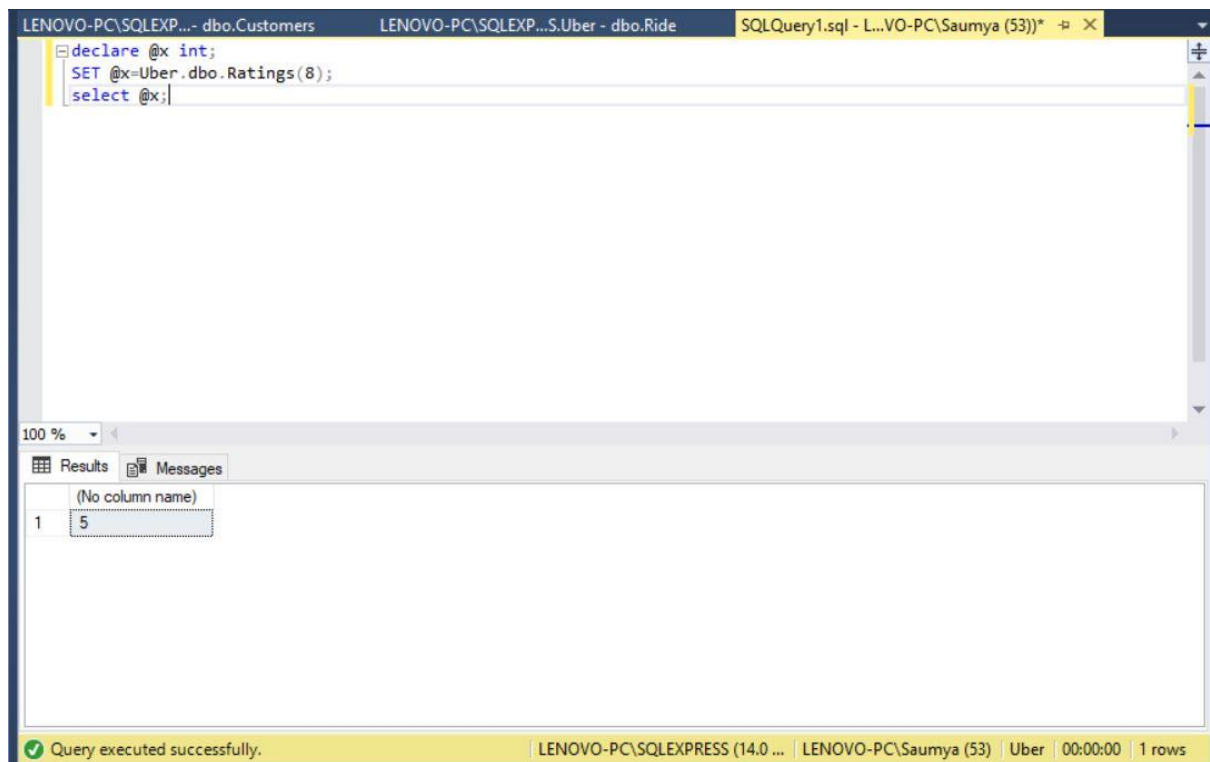 LENOVO-PC\SQLEXP...- dbo.Customers LENOVO-PC\SQLEXP...S.Uber - dbo.Ride SQLQuery1.sql - L...VO-PC\Saumya (53))*
declare @x int;
SET @x=Uber.dbo.Ratings(8);
select @x;
100 %
Results Messages
(No column name)
1 5
Query executed successfully. LENOVO-PC\SQLEXPRESS (14.0 ... LENOVO-PC\Saumya (53) Uber 00:00:00 1 rows